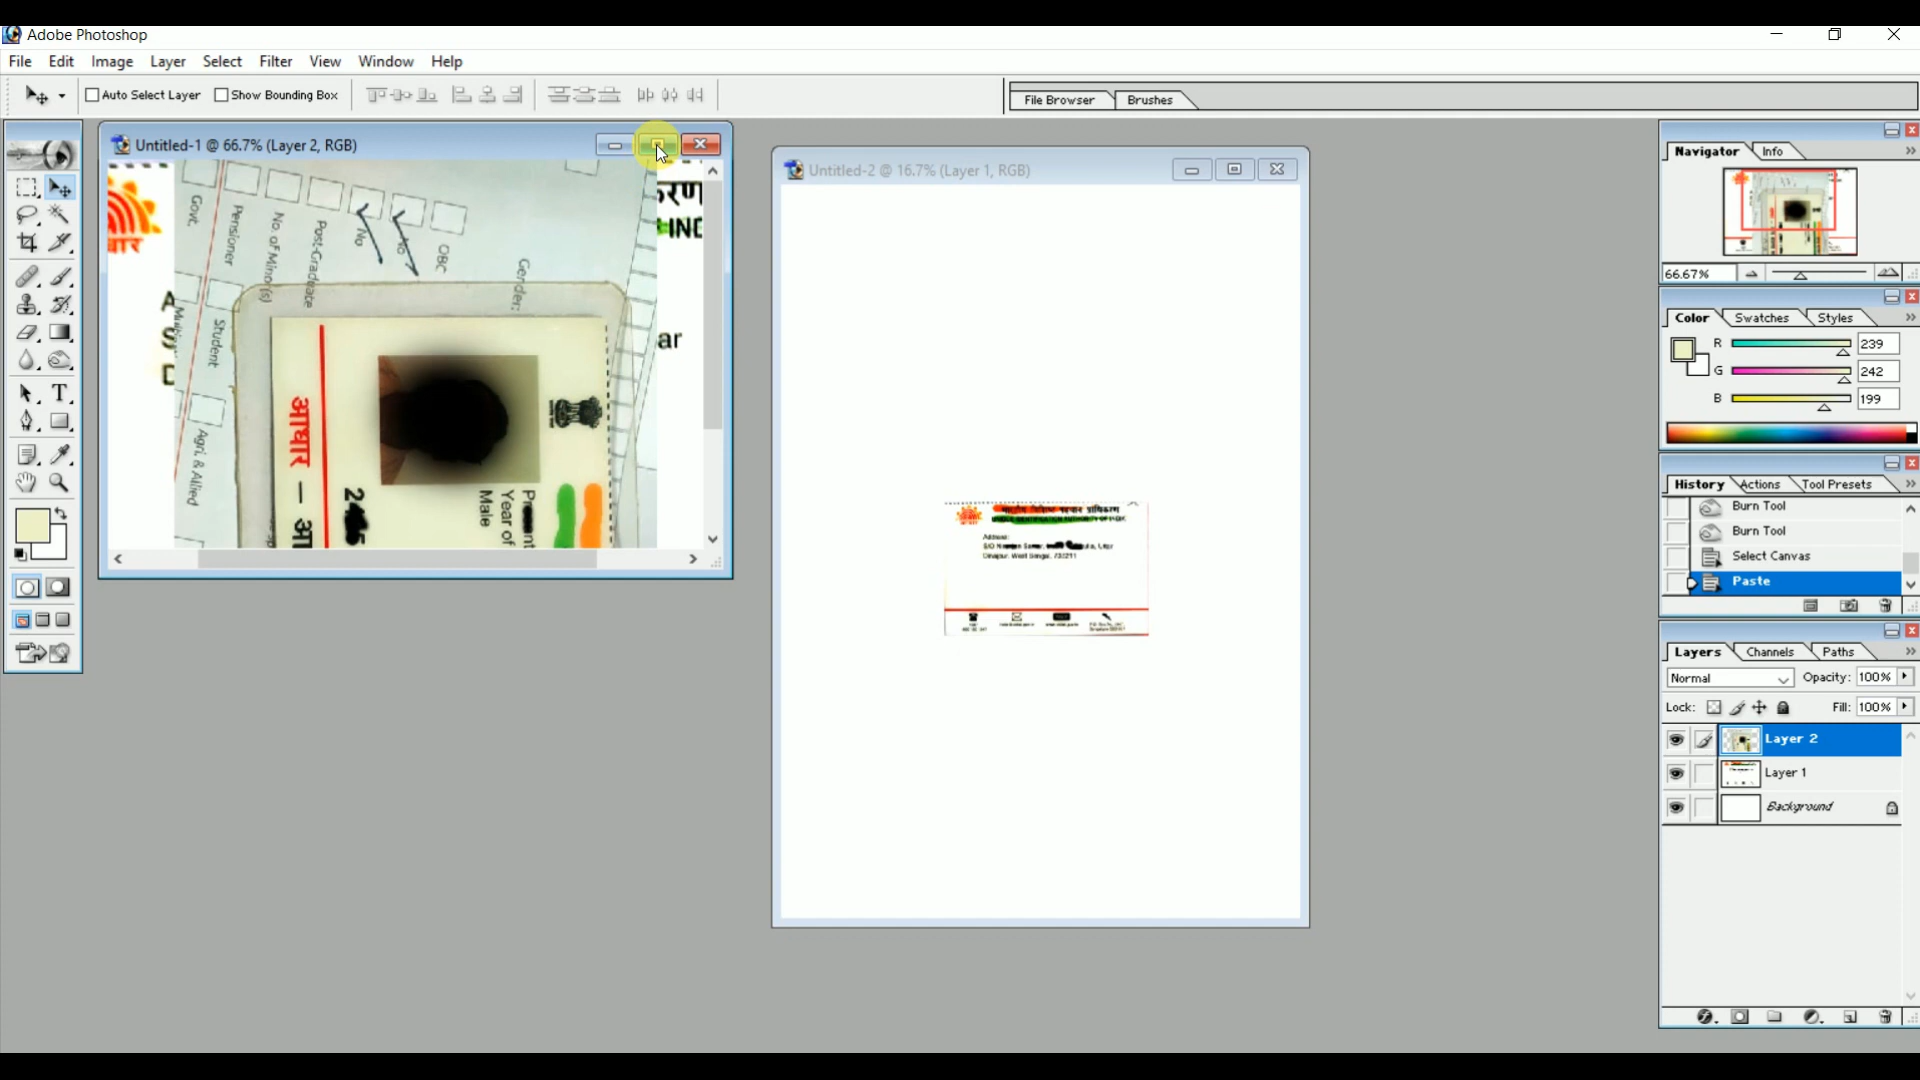 Adobe Photoshop
File Edit Image Layer Select Filter View Window Help
Auto Select Layer Show Bounding Box
File Browser Brushes
Untitled-1 @ 66.7% (Layer 2, RGB)
Govt.
Pensioner
No. of Minor(s)
Post-Graduate
No
No
OBC
Gender:
Student
Agri. & Allied
आधार
Year of
Male
ar
Untitled-2 @ 16.7% (Layer 1, RGB)
Address:
Navigator Info
66.67%
Color Swatches Styles
R 239
G 242
B 199
History Actions Tool Presets
Burn Tool
Burn Tool
Select Canvas
Paste
Layers Channels Paths
Normal Opacity: 100%
Lock: Fill: 100%
Layer 2
Layer 1
Background